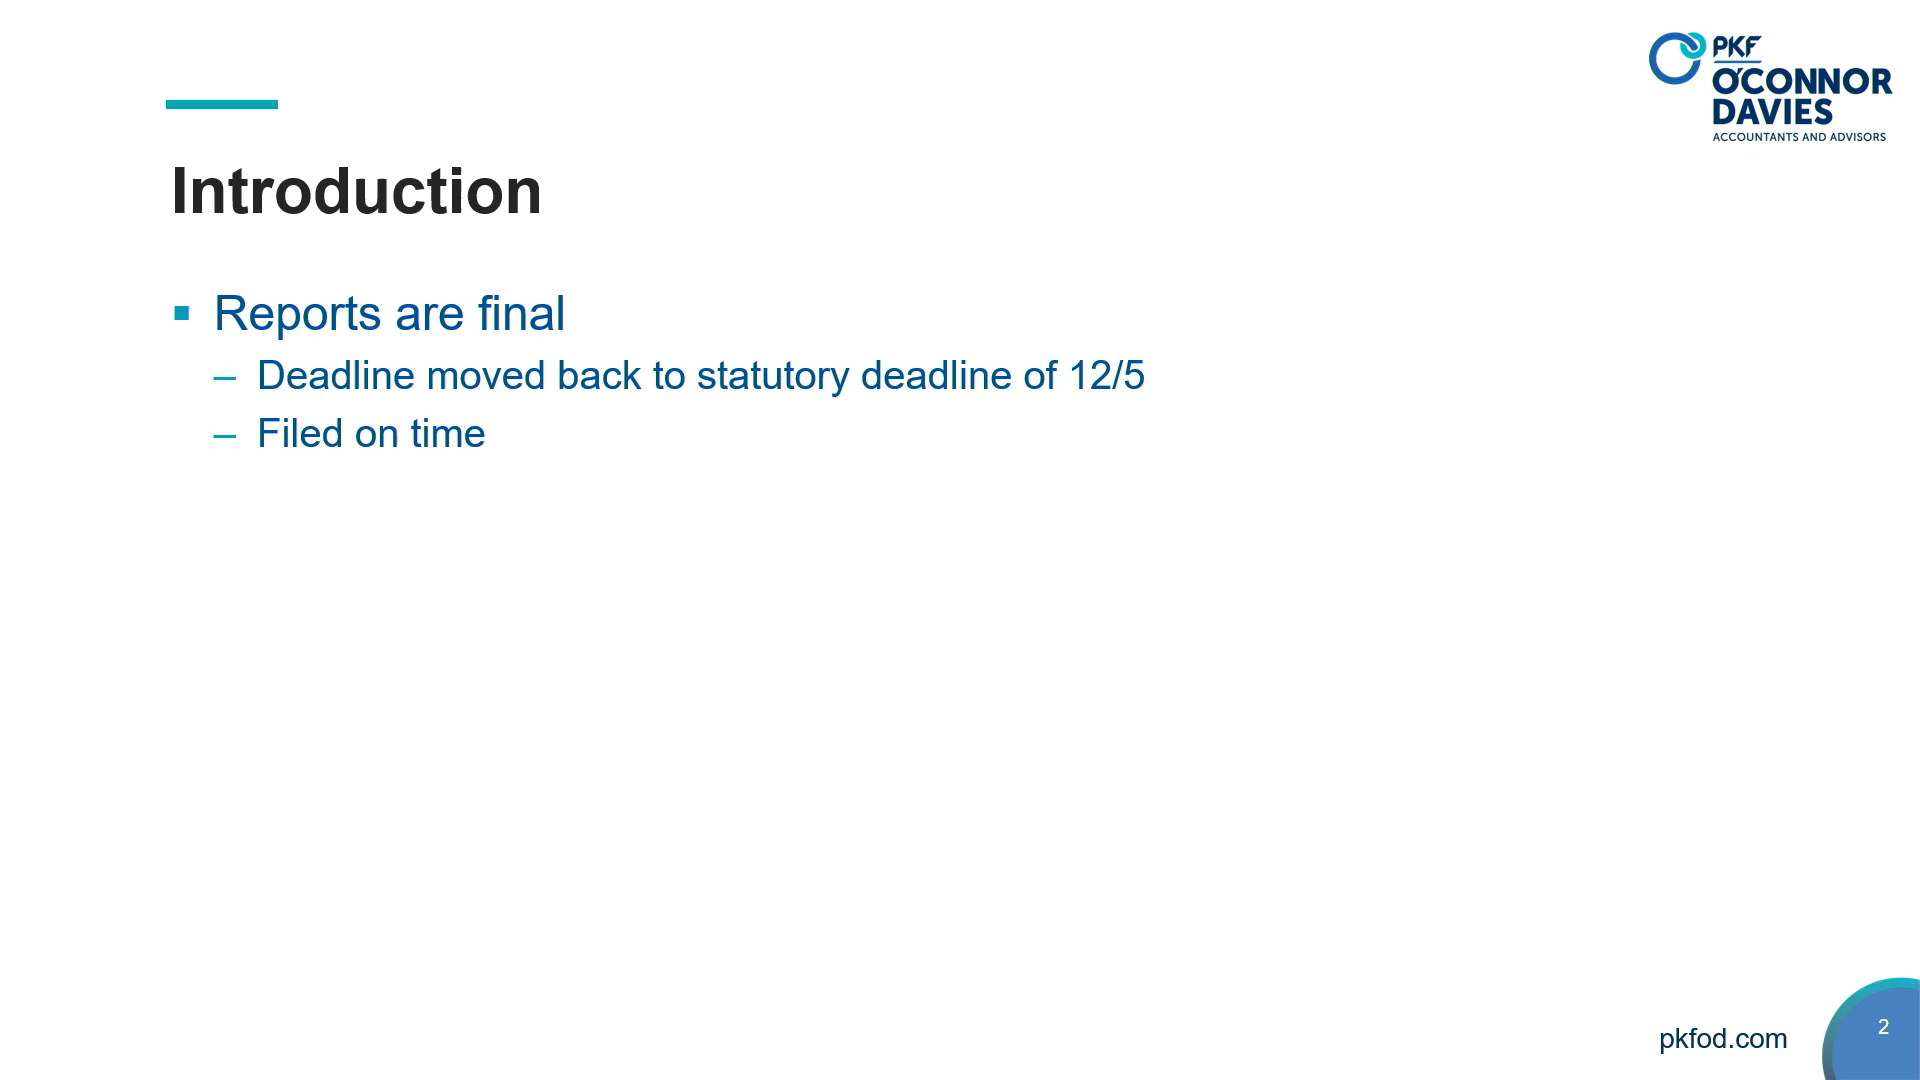 PKF
O'CONNOR
DAVIES
ACCOUNTANTS AND ADVISORS
Introduction
▪ Reports are final
– Deadline moved back to statutory deadline of 12/5
– Filed on time
pkfod.com
2